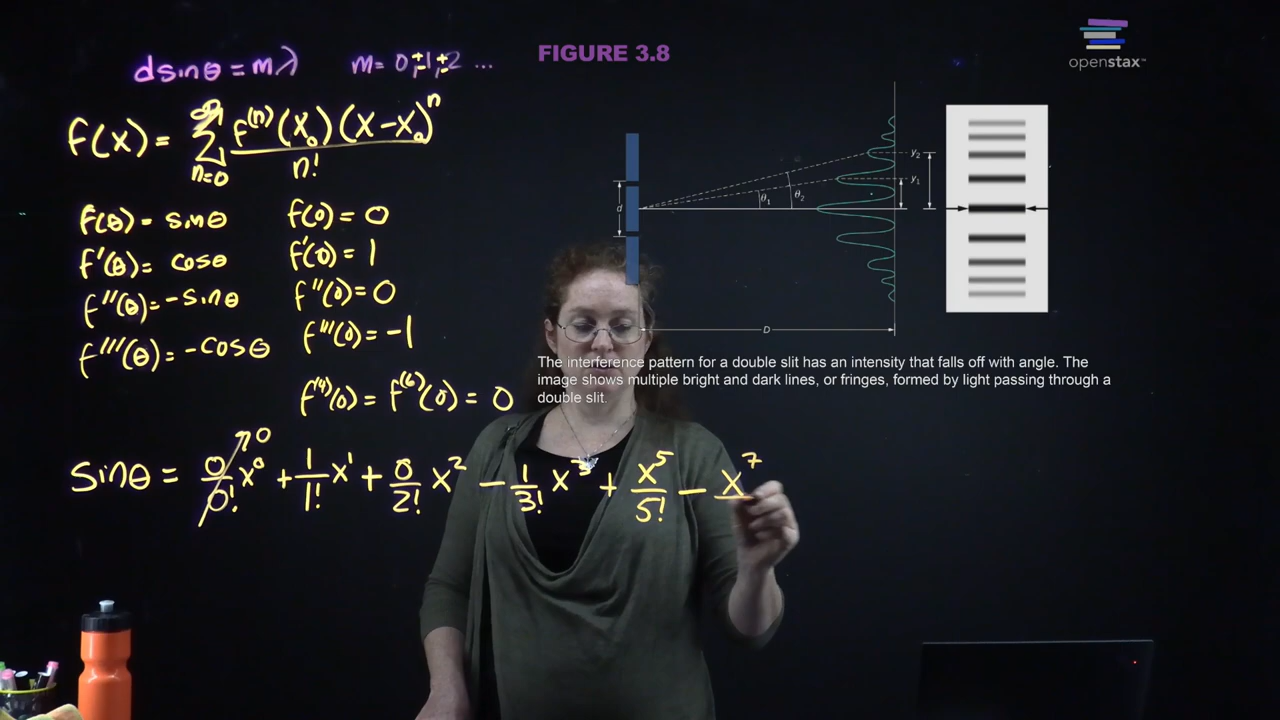 dsinθ = mλ m = 0, ±1, ±2 ...
f(x) = ∞ Σ n=0 f⁽ⁿ⁾(x₀)(x-x₀)ⁿ / n!
f(θ) = sinθ f(0) = 0
f'(θ) = cosθ f'(0) = 1
f''(θ) = -sinθ f''(0) = 0
f'''(θ) = -cosθ f'''(0) = -1
f⁽⁴⁾(0) = f⁽⁶⁾(0) = 0
sinθ = 0/0! x⁰ ↗0 + 1/1! x¹ + 0/2! x² - 1/3! x³ + x⁵/5! - x⁷
FIGURE 3.8
openstax™
y₂
y₁
θ₁ θ₂
d
D
The interference pattern for a double slit has an intensity that falls off with angle. The
image shows multiple bright and dark lines, or fringes, formed by light passing through a
double slit.